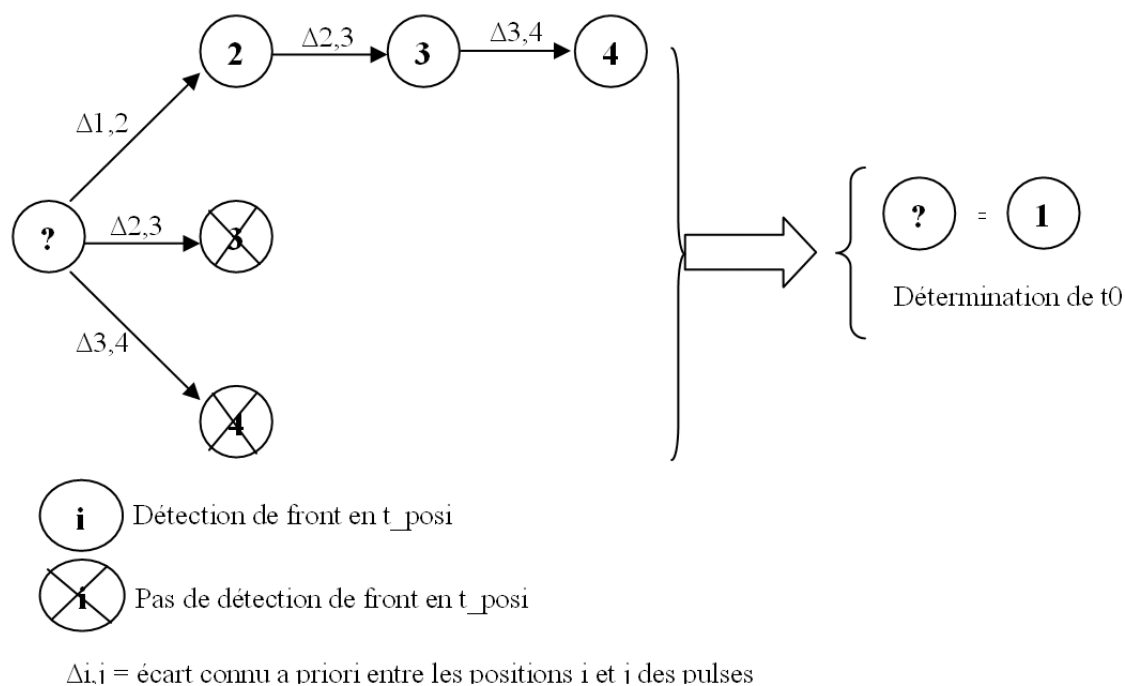 2
Δ2,3
3
Δ3,4
4
Δ1,2
?
Δ2,3
3
Δ3,4
4
? = 1
Détermination de t0
i Détection de front en t_posi
i Pas de détection de front en t_posi
Δi,j = écart connu a priori entre les positions i et j des pulses